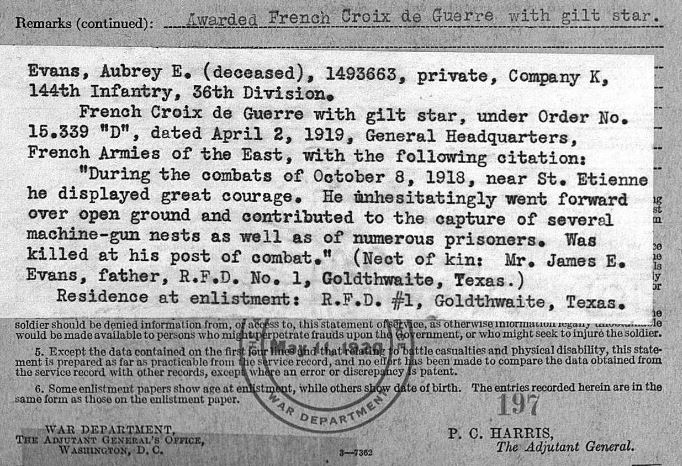 Remarks (continued): Awarded French Croix de Guerre with gilt star.
Evans, Aubrey E. (deceased), 1493663, private, Company K,
144th Infantry, 36th Division.
French Croix de Guerre with gilt star, under Order No.
15.339 "D", dated April 2, 1919, General Headquarters,
French Armies of the East, with the following citation:
"During the combats of October 8, 1918, near St. Etienne
he displayed great courage. He unhesitatingly went forward
over open ground and contributed to the capture of several
machine-gun nests as well as of numerous prisoners. Was
killed at his post of combat." (Nect of kin: Mr. James E.
Evans, father, R.F.D. No. 1, Goldthwaite, Texas.)
Residence at enlistment: R.F.D. #1, Goldthwaite, Texas.
soldier should be denied information from, or access to, this statement of service, as otherwise information legally
would be made available to persons who might perpetrate frauds upon the Government, or who might seek to injure the soldier.
5. Except the data contained on the first four lines and that relating to battle casualties and physical disability, this state-
ment is prepared as far as practicable from the service record, and no effort has been made to compare the data obtained from
the service record with other records, except where an error or discrepancy is patent.
6. Some enlistment papers show age at enlistment, while others show date of birth. The entries recorded herein are in the
same form as those on the enlistment paper.
197
WAR DEPARTMENT
WAR DEPARTMENT,
THE ADJUTANT GENERAL'S OFFICE,
WASHINGTON, D. C.
3—7362
P. C. HARRIS,
The Adjutant General.